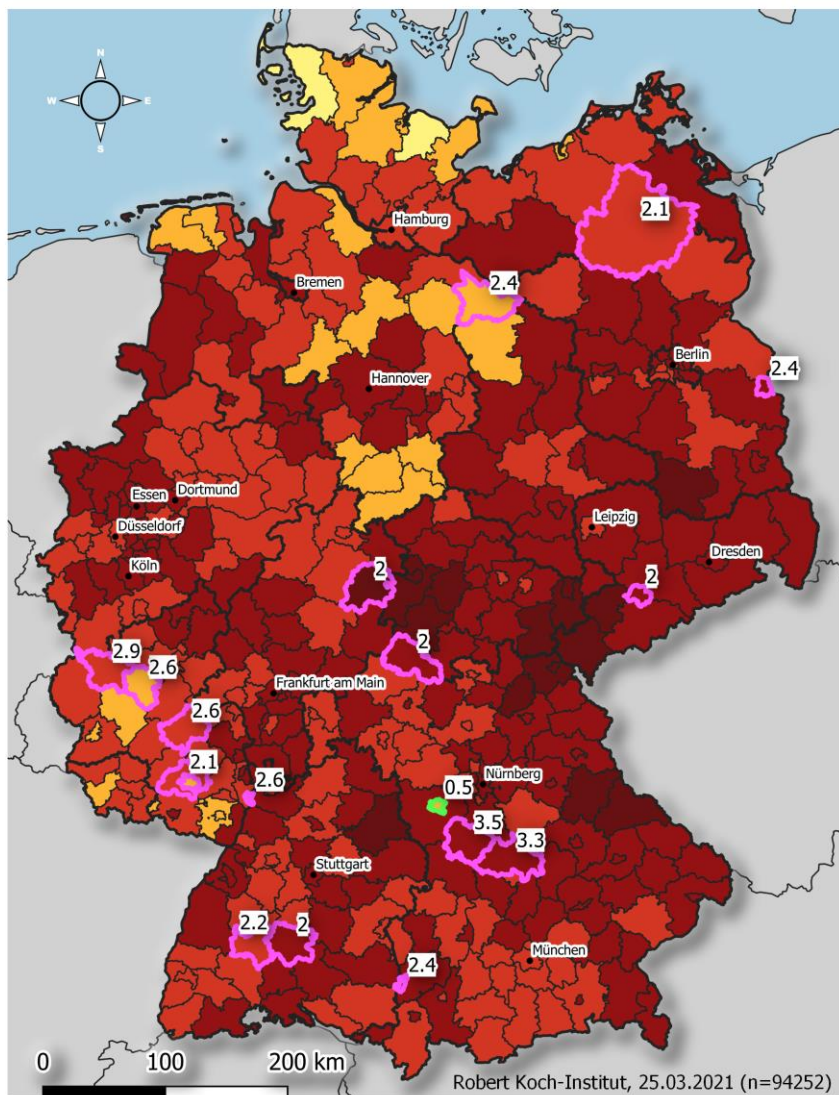 N
W E
S
Hamburg
2.1
Bremen
2.4
Berlin
2.4
Hannover
Essen
Dortmund
Düsseldorf
Leipzig
Köln
Dresden
2
2
2
2.9
2.6
Frankfurt am Main
2.6
2.1
2.6
Nürnberg
0.5
3.5
3.3
Stuttgart
2.2
2
2.4
München
0 100 200 km
Robert Koch-Institut, 25.03.2021 (n=94252)